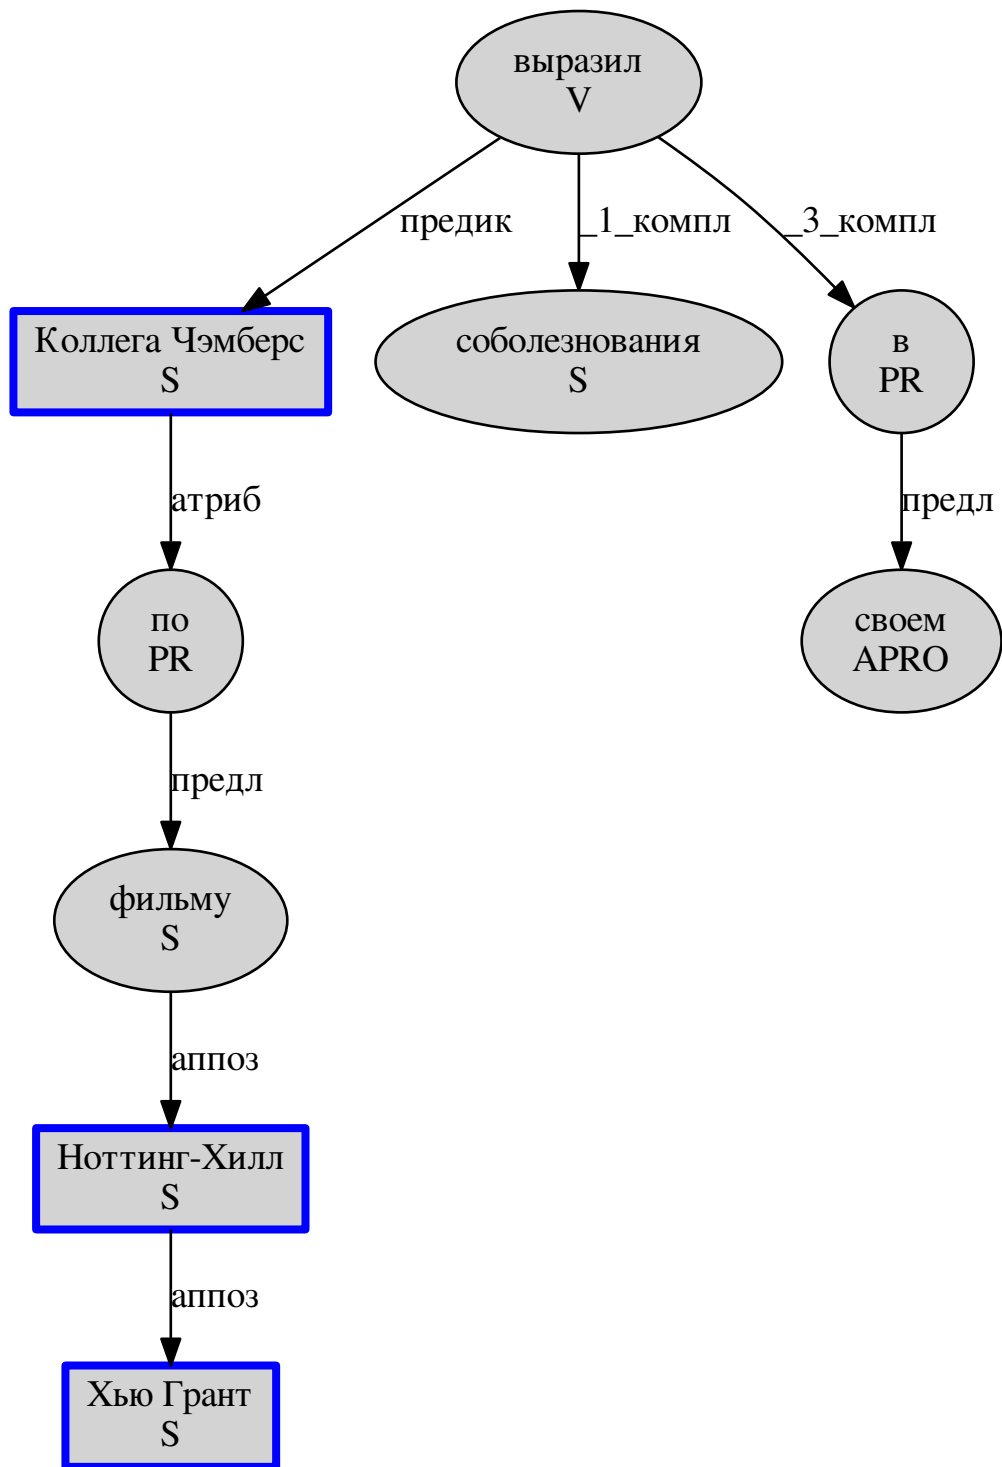 выразил
V
предик
_1_компл
_3_компл
Коллега Чэмберс
S
соболезнования
S
в
PR
атриб
предл
по
PR
своем
APRO
предл
фильму
S
аппоз
Ноттинг-Хилл
S
аппоз
Хью Грант
S